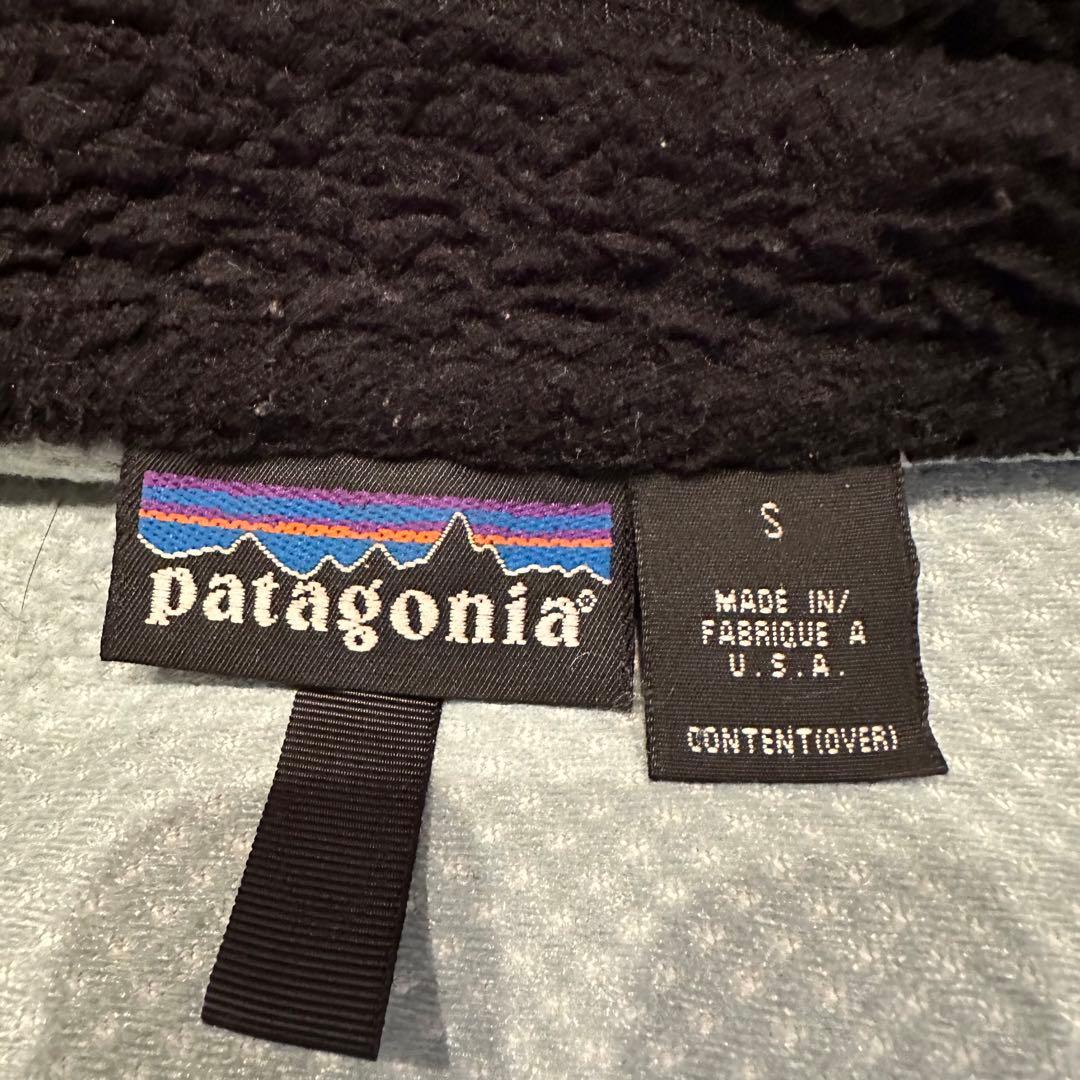 patagonia®
S
MADE IN/
FABRIQUE A
U.S.A.
CONTENT(OVER)